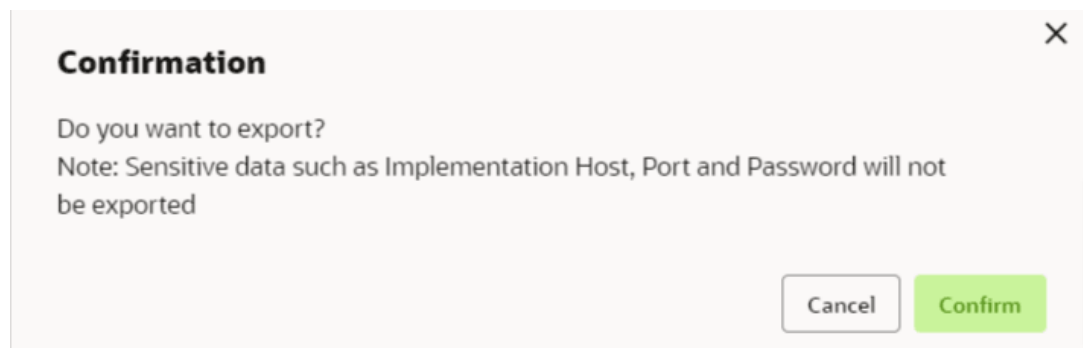 Confirmation
Do you want to export?
Note: Sensitive data such as Implementation Host, Port and Password will not
be exported
Cancel
Confirm